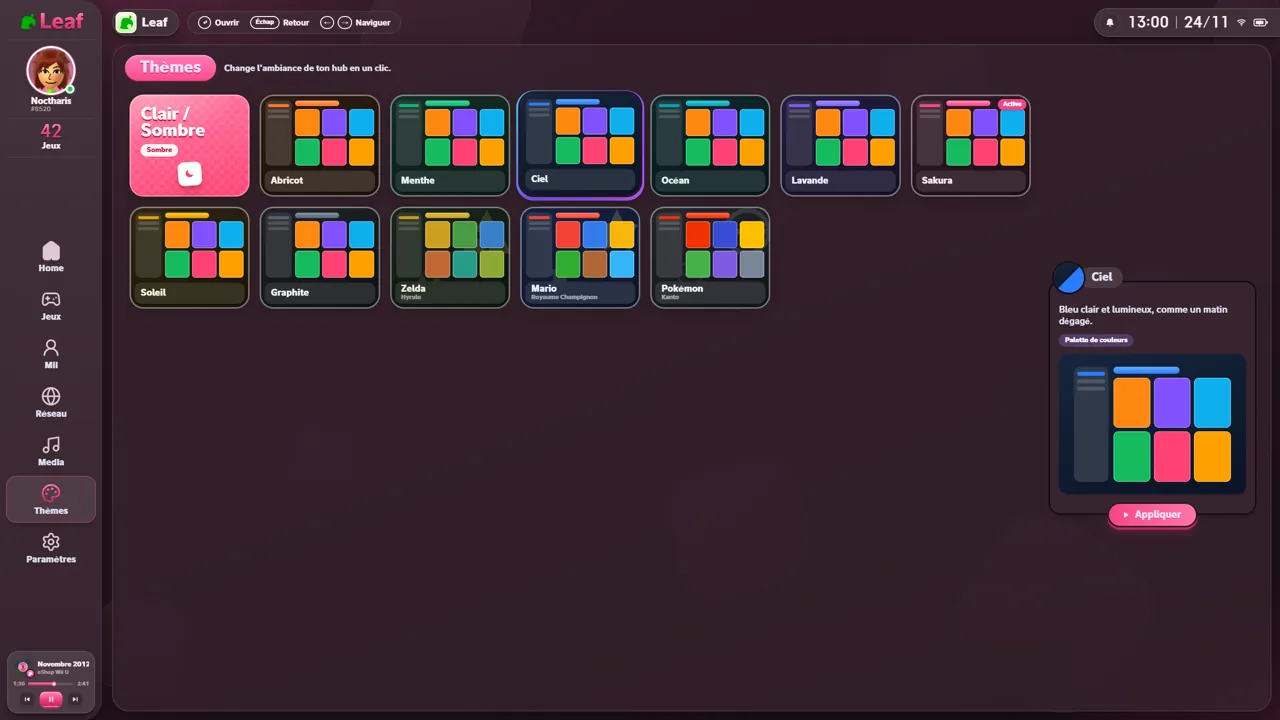 Leaf
Noctharis
#8520
42
Jeux
Home
Jeux
Mii
Réseau
Media
Thèmes
Paramètres
Novembre 2012
eShop Wii U
1:30
2:41
Leaf
Ouvrir
Échap
Retour
Naviguer
13:00
24/11
Thèmes
Change l'ambiance de ton hub en un clic.
Clair /
Sombre
Sombre
Abricot
Menthe
Ciel
Océan
Lavande
Active
Sakura
Soleil
Graphite
Zelda
Hyrule
Mario
Royaume Champignon
Pokémon
Kanto
Ciel
Bleu clair et lumineux, comme un matin
dégagé.
Palette de couleurs
Appliquer